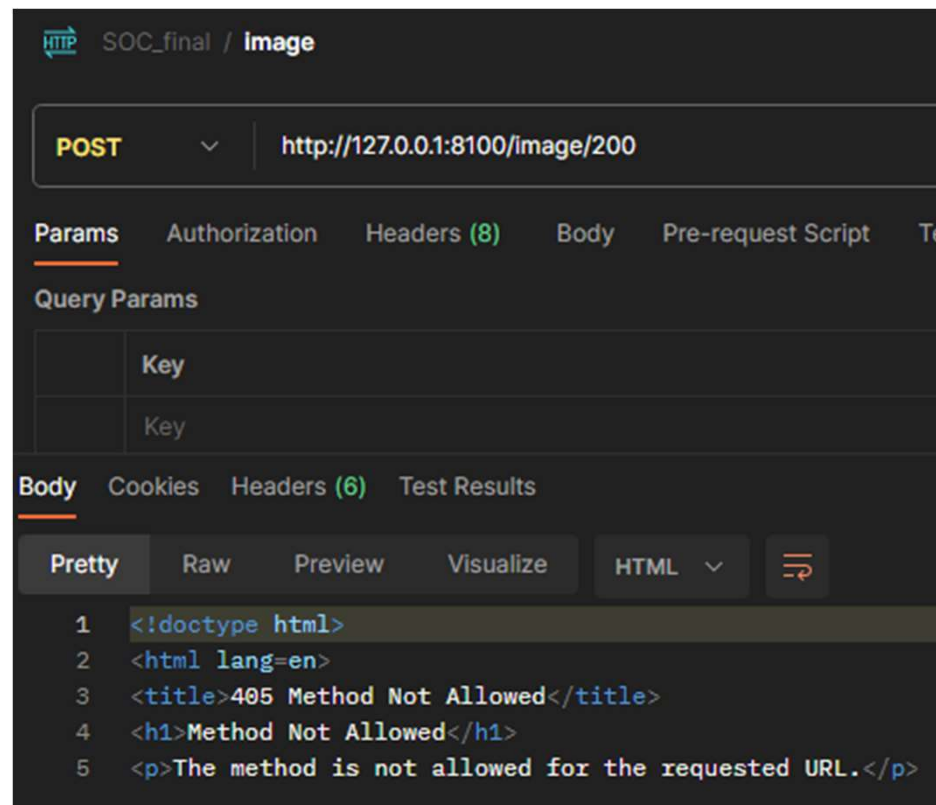 HTTP SOC_final / image
POST http://127.0.0.1:8100/image/200
Params Authorization Headers (8) Body Pre-request Script
Query Params
Key
Key
Body Cookies Headers (6) Test Results
Pretty Raw Preview Visualize HTML
1 <!doctype html>
2 <html lang=en>
3 <title>405 Method Not Allowed</title>
4 <h1>Method Not Allowed</h1>
5 <p>The method is not allowed for the requested URL.</p>